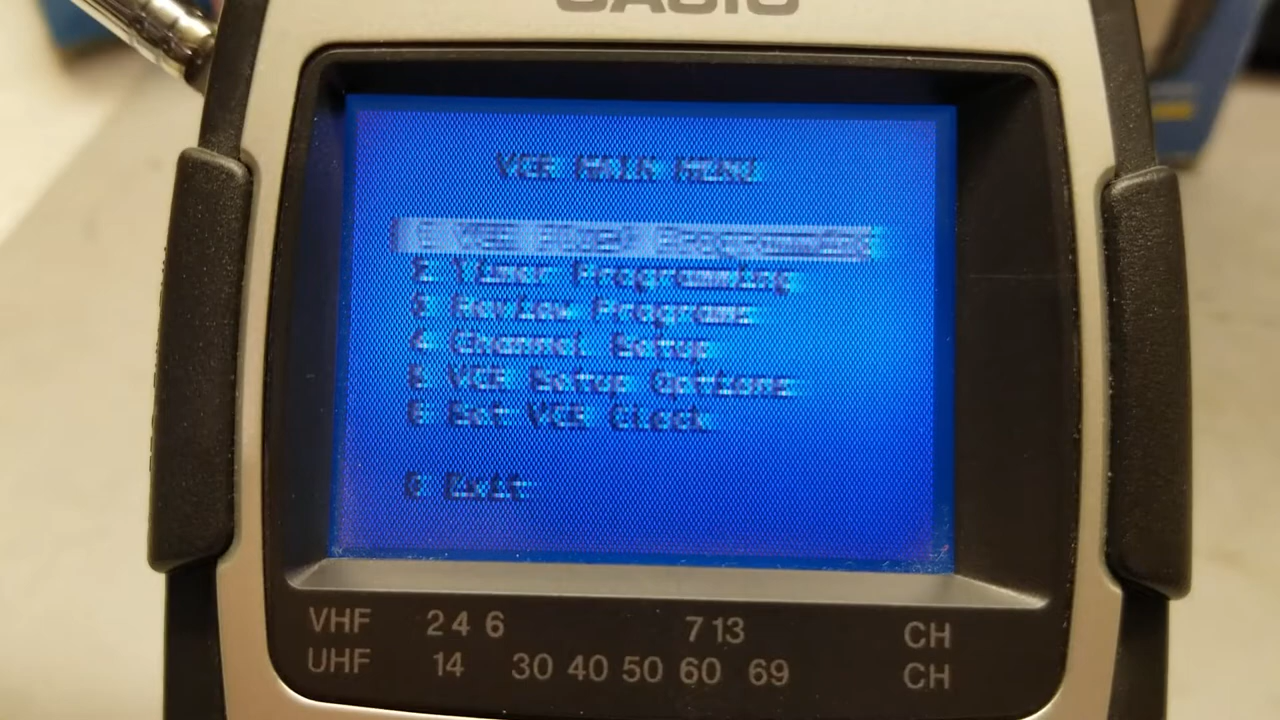 CASIO
VCR MAIN MENU
1 VCR Plus+ Programming
2 Timer Programming
3 Review Programs
4 Channel Setup
5 VCR Setup Options
6 Set VCR Clock
0 Exit
VHF 2 4 6 7 13 CH
UHF 14 30 40 50 60 69 CH